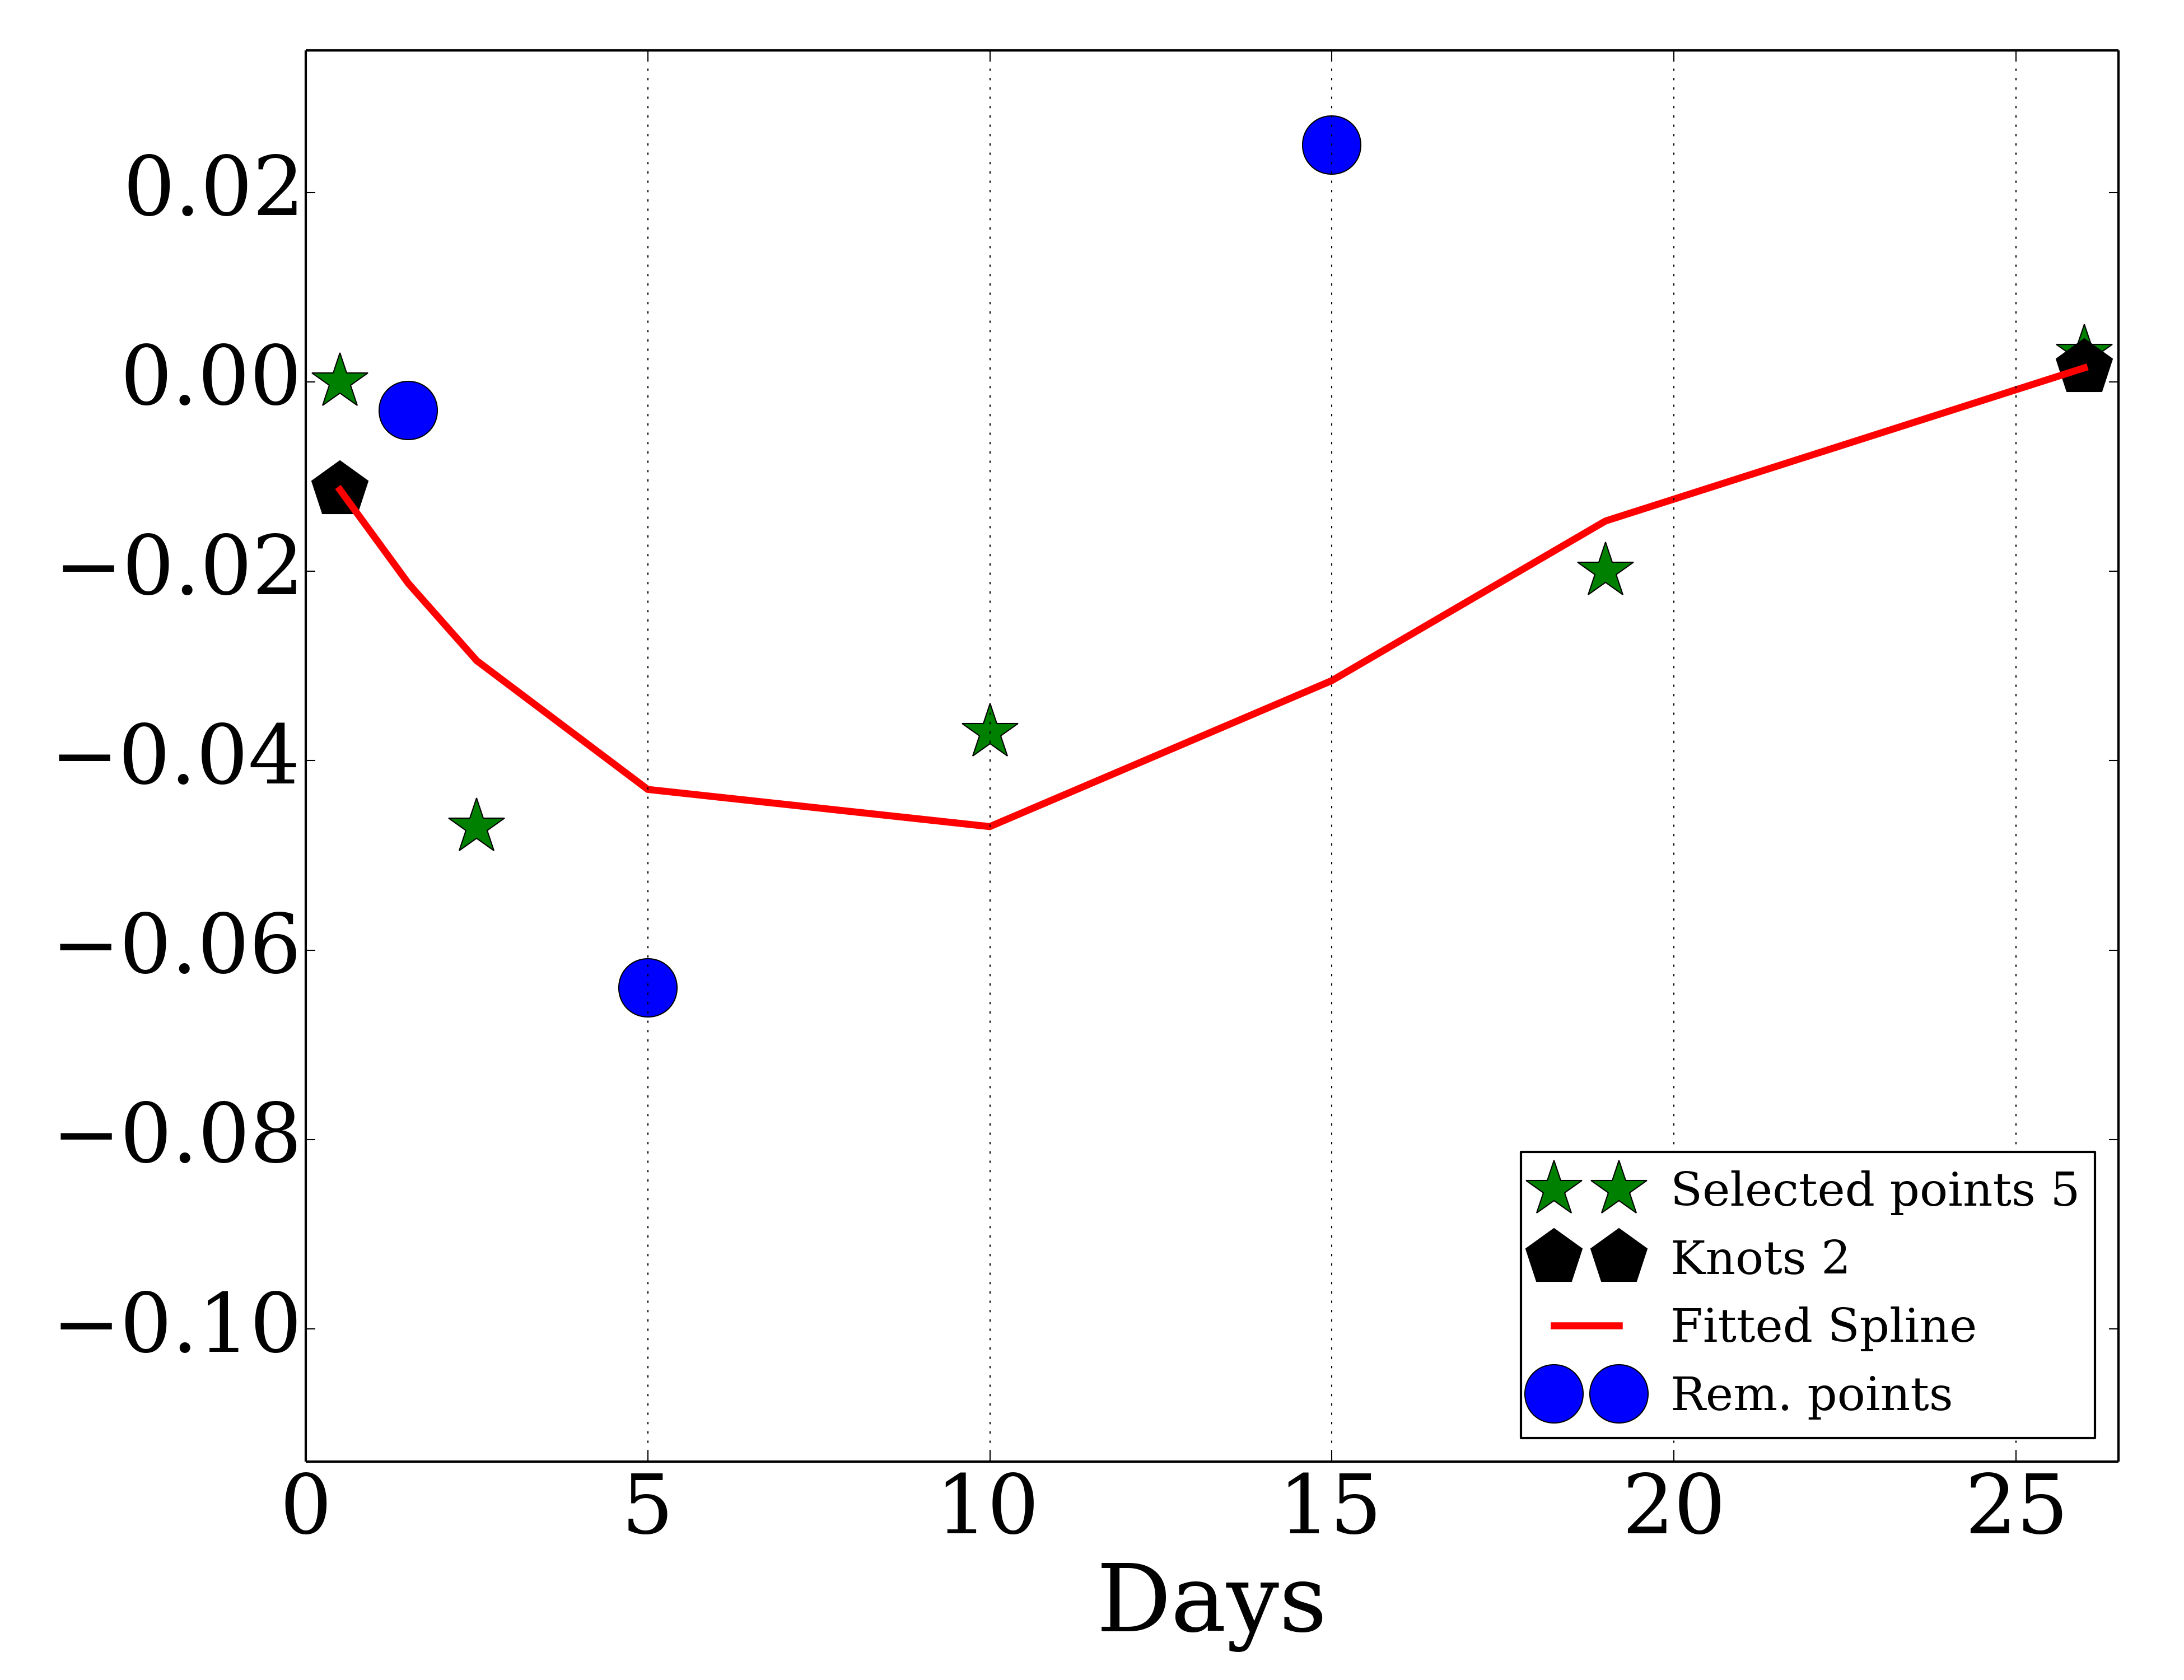 0.02
0.00
−0.02
−0.04
−0.06
−0.08
−0.10
0 5 10 15 20 25
Days
Selected points 5
Knots 2
Fitted Spline
Rem. points